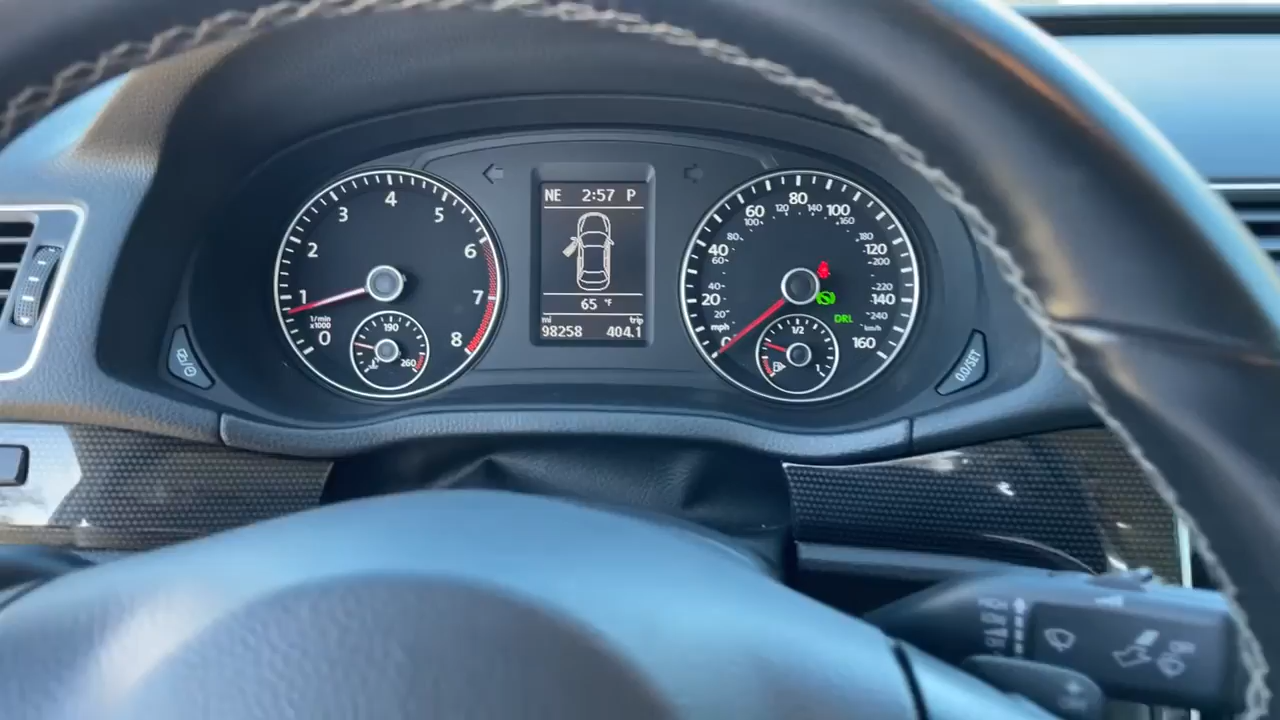 NE 2:57 P
65 °F
mi trip
98258 404.1
0 1 2 3 4 5 6 7 8
1/min
x1000
190
260
0 20 40 60 80 100 120 140 160
mph
20 40 60 80 100 120 140 160 180 200 220 240
km/h
DRL
1/2
0.0/SET